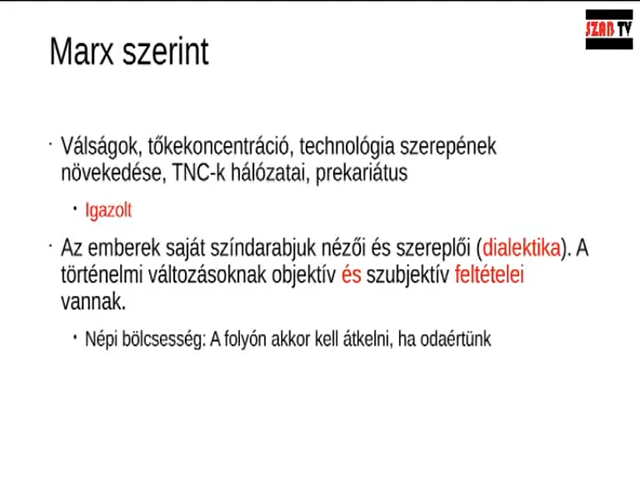 SZAB TV
Marx szerint
Válságok, tőkekoncentráció, technológia szerepének
növekedése, TNC-k hálózatai, prekariátus
Igazolt
Az emberek saját színdarabjuk nézői és szereplői (dialektika). A
történelmi változásoknak objektív és szubjektív feltételei
vannak.
Népi bölcsesség: A folyón akkor kell átkelni, ha odaértünk